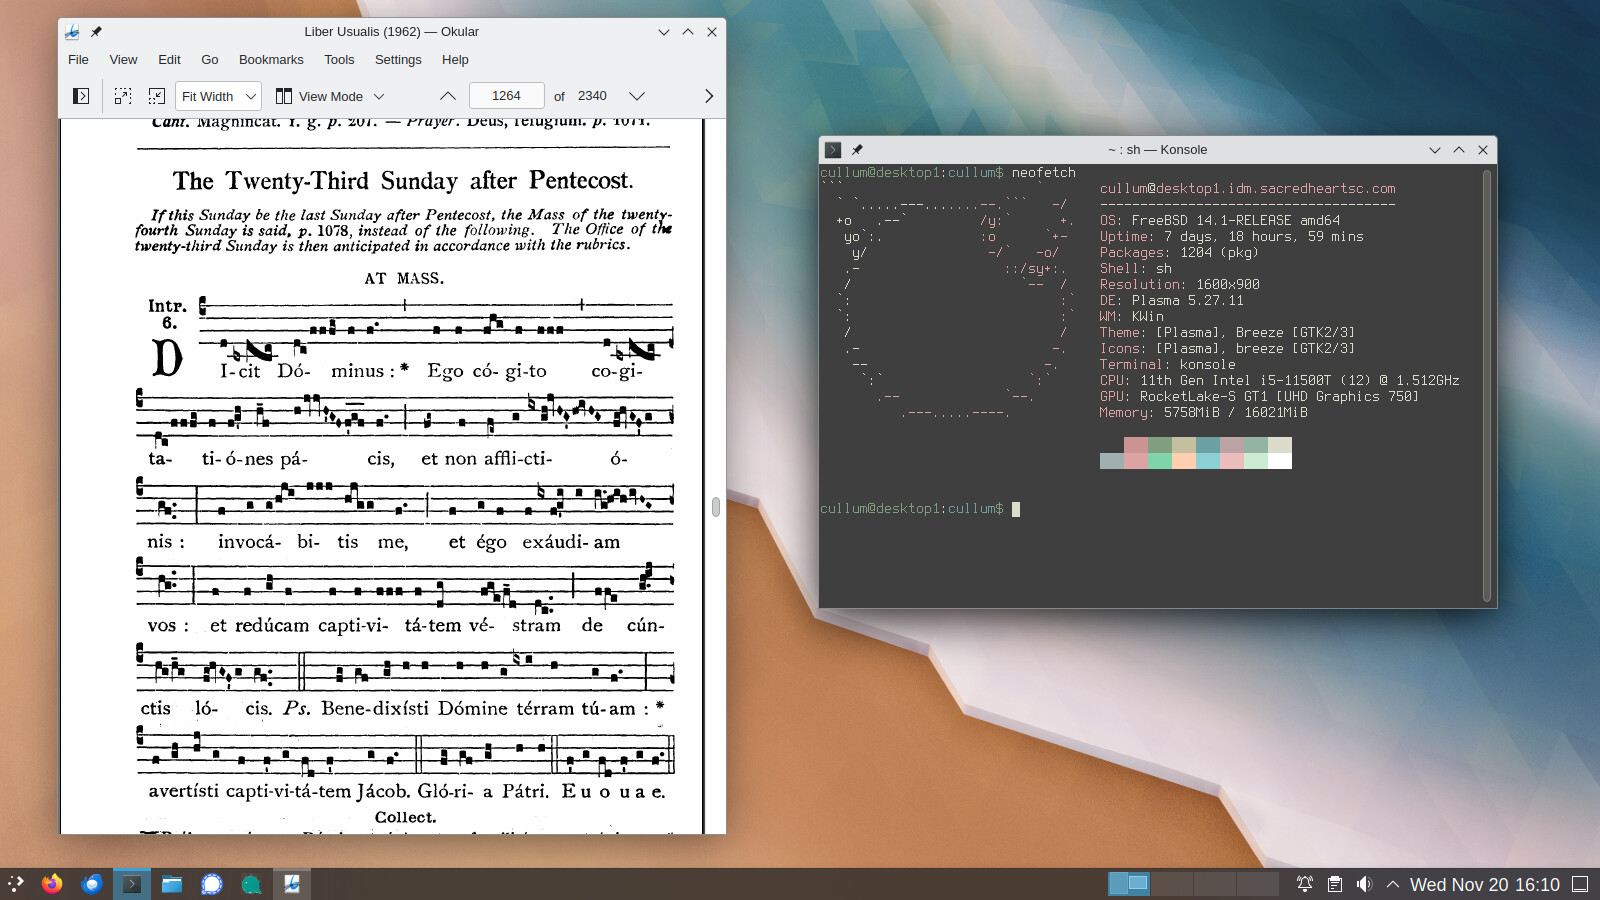 Liber Usualis (1962) — Okular
File View Edit Go Bookmarks Tools Settings Help
Fit Width View Mode 1264 of 2340
Cant. Magníficat. 1. g. p. 207. — Prayer. Deus, refúgium. p. 1074.
The Twenty-Third Sunday after Pentecost.
If this Sunday be the last Sunday after Pentecost, the Mass of the twenty-
fourth Sunday is said, p. 1078, instead of the following. The Office of the
twenty-third Sunday is then anticipated in accordance with the rubrics.
AT MASS.
Intr.
6.
D
I-cit Dó- minus : * Ego có- gi-to co-gi-
ta- ti-ó-nes pá- cis, et non afflí-cti- ó-
nis : invocá- bi- tis me, et égo exáudi- am
vos : et redúcam capti-vi- tá-tem vé- stram de cún-
ctis ló- cis. Ps. Bene-dixísti Dómine térram tú-am : *
avertísti capti-vi-tá-tem Jácob. Gló-ri- a Pátri. E u o u a e.
Collect.
~ : sh — Konsole
cullum@desktop1:cullum$ neofetch
cullum@desktop1.idm.sacredheartsc.com
-------------------------------------
OS: FreeBSD 14.1-RELEASE amd64
Uptime: 7 days, 18 hours, 59 mins
Packages: 1204 (pkg)
Shell: sh
Resolution: 1600x900
DE: Plasma 5.27.11
WM: KWin
Theme: [Plasma], Breeze [GTK2/3]
Icons: [Plasma], breeze [GTK2/3]
Terminal: konsole
CPU: 11th Gen Intel i5-11500T (12) @ 1.512GHz
GPU: RocketLake-S GT1 [UHD Graphics 750]
Memory: 5758MiB / 16021MiB
cullum@desktop1:cullum$
Wed Nov 20 16:10